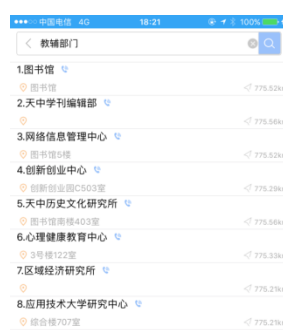 中国电信 4G 18:21 100%
教辅部门
1.图书馆
图书馆 775.52k
2.天中学刊编辑部
775.56k
3.网络信息管理中心
图书馆5楼 775.52k
4.创新创业中心
创新创业园C503室 775.29k
5.天中历史文化研究所
图书馆南楼403室 775.56k
6.心理健康教育中心
3号楼122室 775.33k
7.区域经济研究所
775.21k
8.应用技术大学研究中心
综合楼707室 775.21k